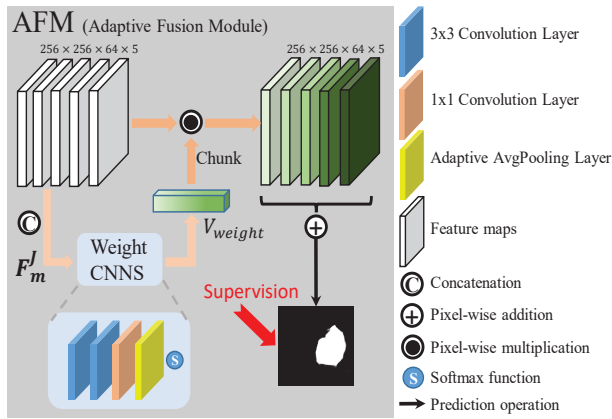 AFM (Adaptive Fusion Module)
256 × 256 × 64 × 5
256 × 256 × 64 × 5
Chunk
C
V_weight
F_m^J
Weight
CNNS
Supervision
S
3x3 Convolution Layer
1x1 Convolution Layer
Adaptive AvgPooling Layer
Feature maps
C Concatenation
Pixel-wise addition
Pixel-wise multiplication
S Softmax function
Prediction operation